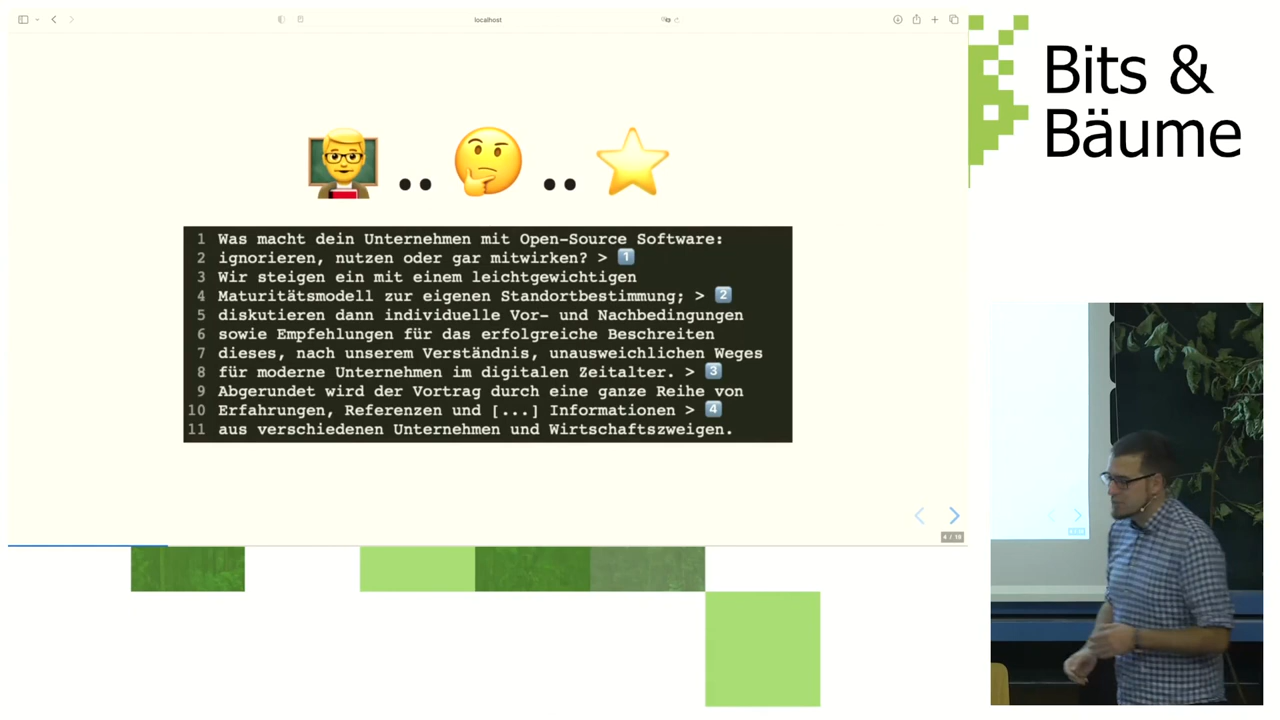 localhost
Bits &
Bäume
1 Was macht dein Unternehmen mit Open-Source Software:
2 ignorieren, nutzen oder gar mitwirken? > 1️⃣
3 Wir steigen ein mit einem leichtgewichtigen
4 Maturitätsmodell zur eigenen Standortbestimmung; > 2️⃣
5 diskutieren dann individuelle Vor- und Nachbedingungen
6 sowie Empfehlungen für das erfolgreiche Beschreiten
7 dieses, nach unserem Verständnis, unausweichlichen Weges
8 für moderne Unternehmen im digitalen Zeitalter. > 3️⃣
9 Abgerundet wird der Vortrag durch eine ganze Reihe von
10 Erfahrungen, Referenzen und [...] Informationen > 4️⃣
11 aus verschiedenen Unternehmen und Wirtschaftszweigen.